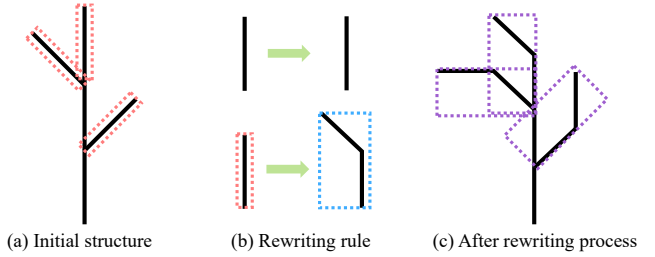 (a) Initial structure
(b) Rewriting rule
(c) After rewriting process